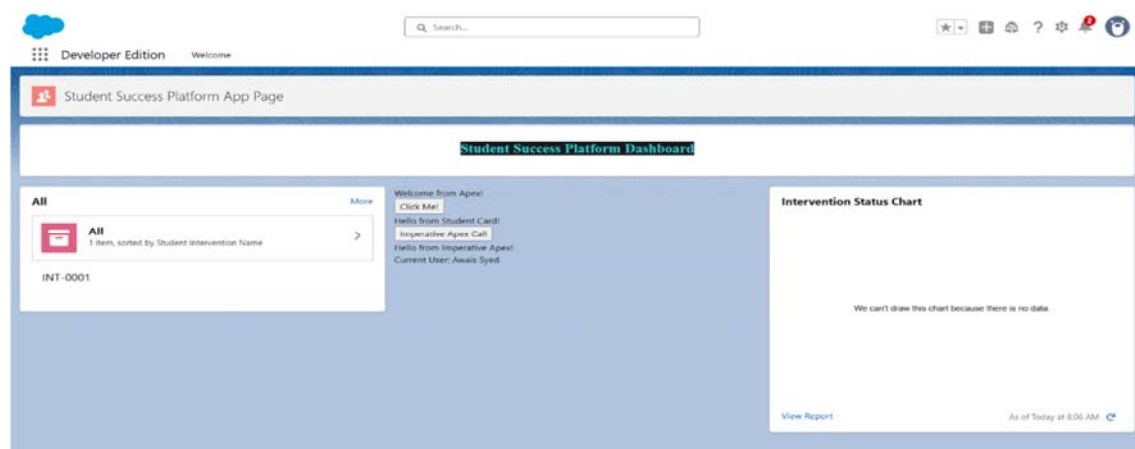 Search...
2
Developer Edition Welcome
Student Success Platform App Page
Student Success Platform Dashboard
All More
All
1 item, sorted by Student Intervention Name
INT-0001
Welcome from Apex!
Click Me!
Hello from Student Card!
Imperative Apex Call
Hello from Imperative Apex!
Current User: Awais Syed
Intervention Status Chart
We can't draw this chart because there is no data
View Report As of Today at 8:06 AM